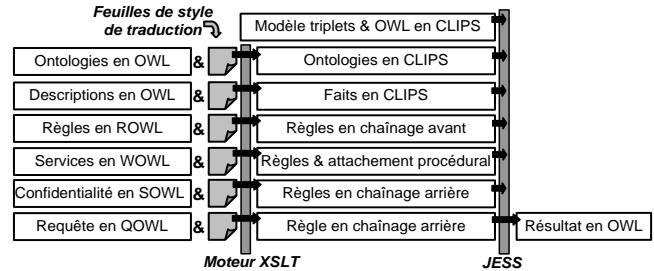 Feuilles de style
de traduction
Modèle triplets & OWL en CLIPS
Ontologies en OWL & Ontologies en CLIPS
Descriptions en OWL & Faits en CLIPS
Règles en ROWL & Règles en chaînage avant
Services en WOWL & Règles & attachement procédural
Confidentialité en SOWL & Règles en chaînage arrière
Requête en QOWL & Règle en chaînage arrière Résultat en OWL
Moteur XSLT JESS